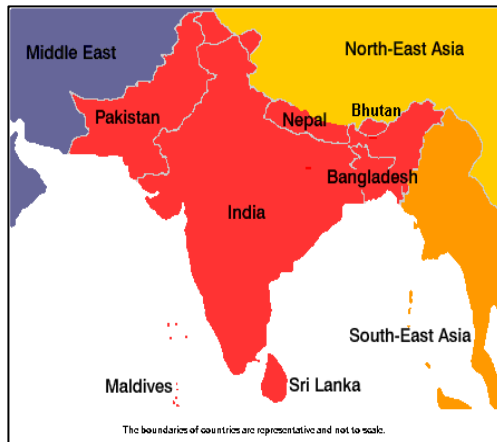 Middle East
North-East Asia
Pakistan
Nepal
Bhutan
Bangladesh
India
South-East Asia
Maldives
Sri Lanka
The boundaries of countries are representative and not to scale.